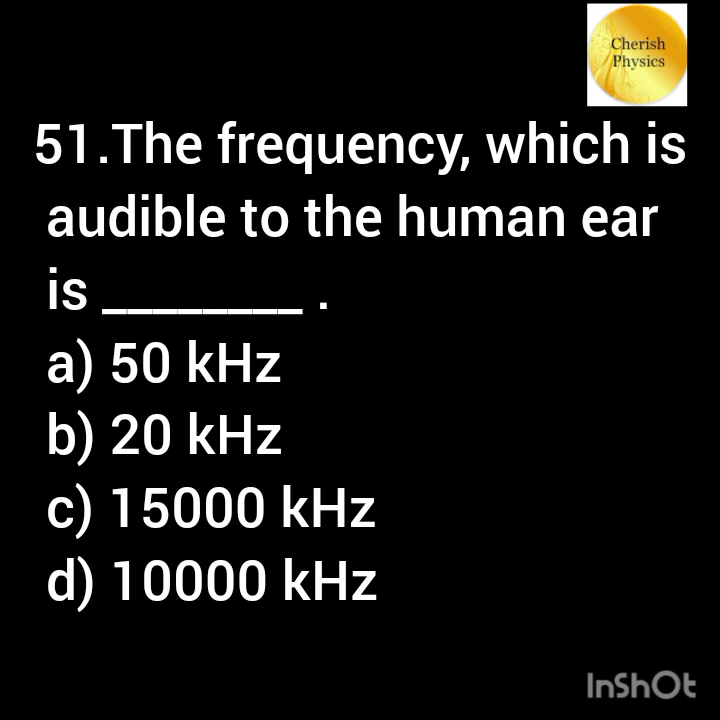 Cherish
Physics
51.The frequency, which is
audible to the human ear
is ________ .
a) 50 kHz
b) 20 kHz
c) 15000 kHz
d) 10000 kHz
InShOt